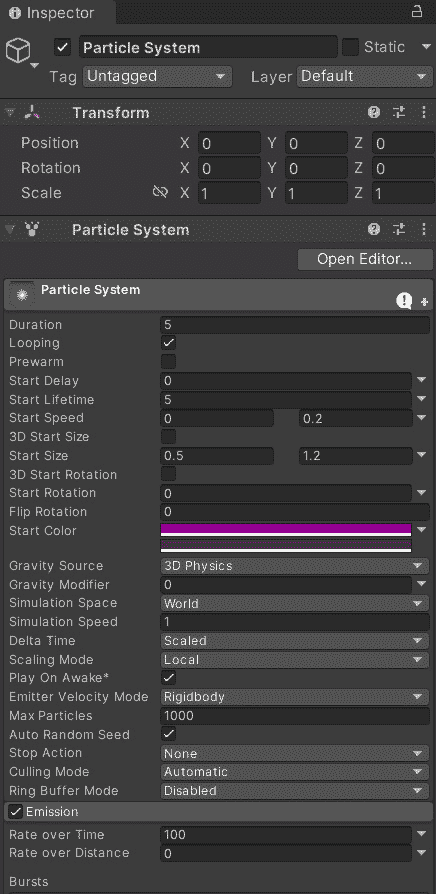 Inspector
Particle System Static
Tag Untagged Layer Default
Transform
Position X 0 Y 0 Z 0
Rotation X 0 Y 0 Z 0
Scale X 1 Y 1 Z 1
Particle System
Open Editor...
Particle System
Duration 5
Looping
Prewarm
Start Delay 0
Start Lifetime 5
Start Speed 0 0.2
3D Start Size
Start Size 0.5 1.2
3D Start Rotation
Start Rotation 0
Flip Rotation 0
Start Color
Gravity Source 3D Physics
Gravity Modifier 0
Simulation Space World
Simulation Speed 1
Delta Time Scaled
Scaling Mode Local
Play On Awake*
Emitter Velocity Mode Rigidbody
Max Particles 1000
Auto Random Seed
Stop Action None
Culling Mode Automatic
Ring Buffer Mode Disabled
Emission
Rate over Time 100
Rate over Distance 0
Bursts